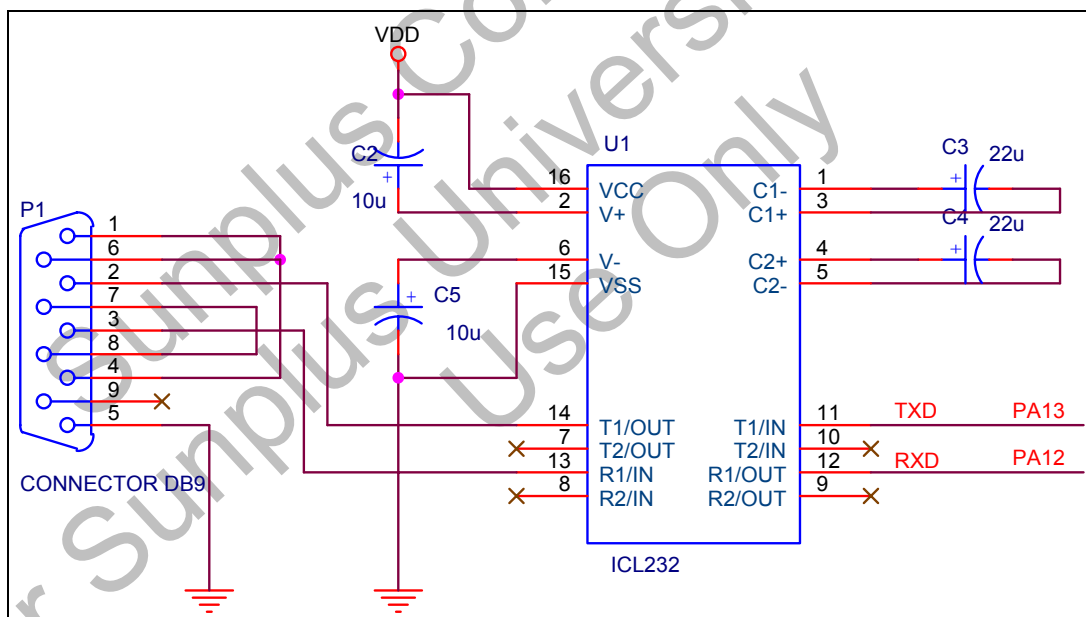 VDD
C2
10u
P1
1
6
2
7
3
8
4
9
5
CONNECTOR DB9
C5
10u
U1
16 VCC
2 V+
6 V-
15 VSS
14 T1/OUT
7 T2/OUT
13 R1/IN
8 R2/IN
C1- 1
C1+ 3
C2+ 4
C2- 5
T1/IN 11
T2/IN 10
R1/OUT 12
R2/OUT 9
ICL232
C3
22u
C4
22u
TXD PA13
RXD PA12
+
+
+
+
Sunplus Co
Sunplus Universi
Use Only